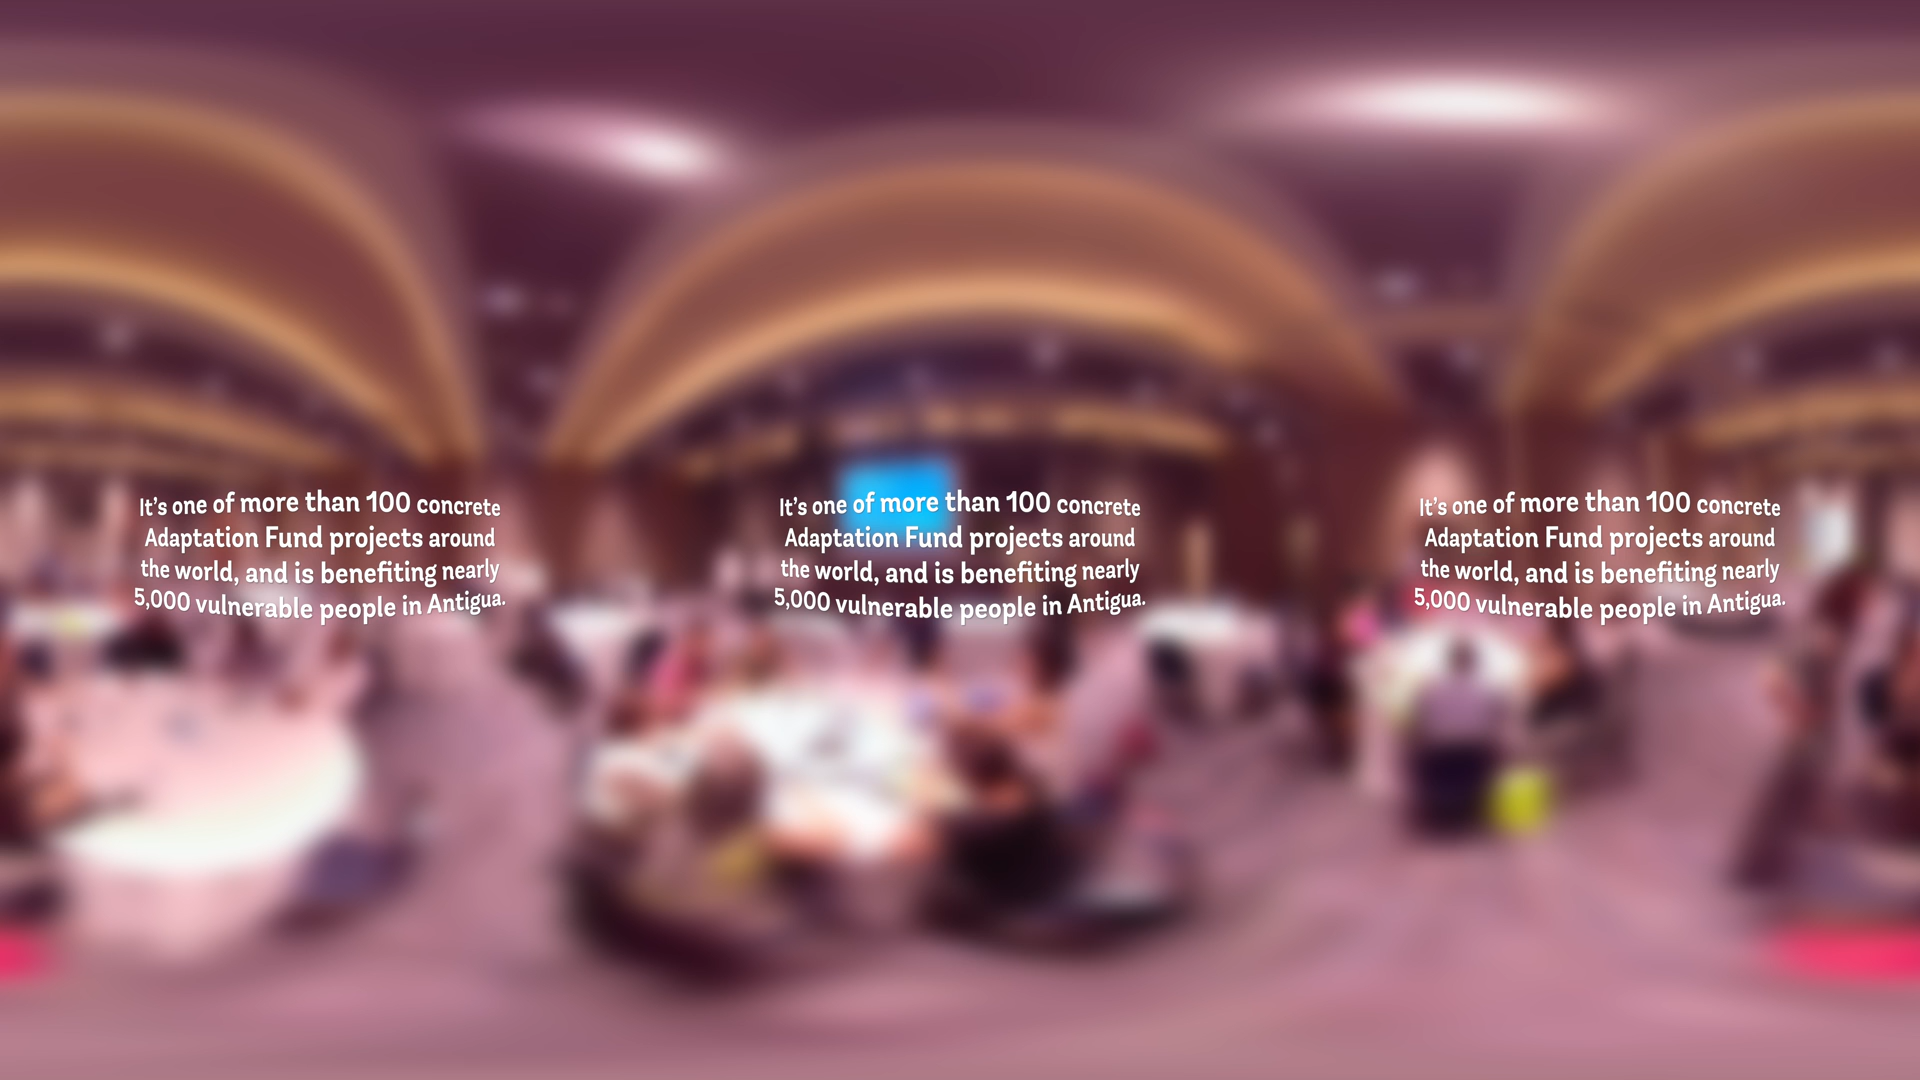 It's one of more than 100 concrete
Adaptation Fund projects around
the world, and is benefiting nearly
5,000 vulnerable people in Antigua.
It's one of more than 100 concrete
Adaptation Fund projects around
the world, and is benefiting nearly
5,000 vulnerable people in Antigua.
It's one of more than 100 concrete
Adaptation Fund projects around
the world, and is benefiting nearly
5,000 vulnerable people in Antigua.